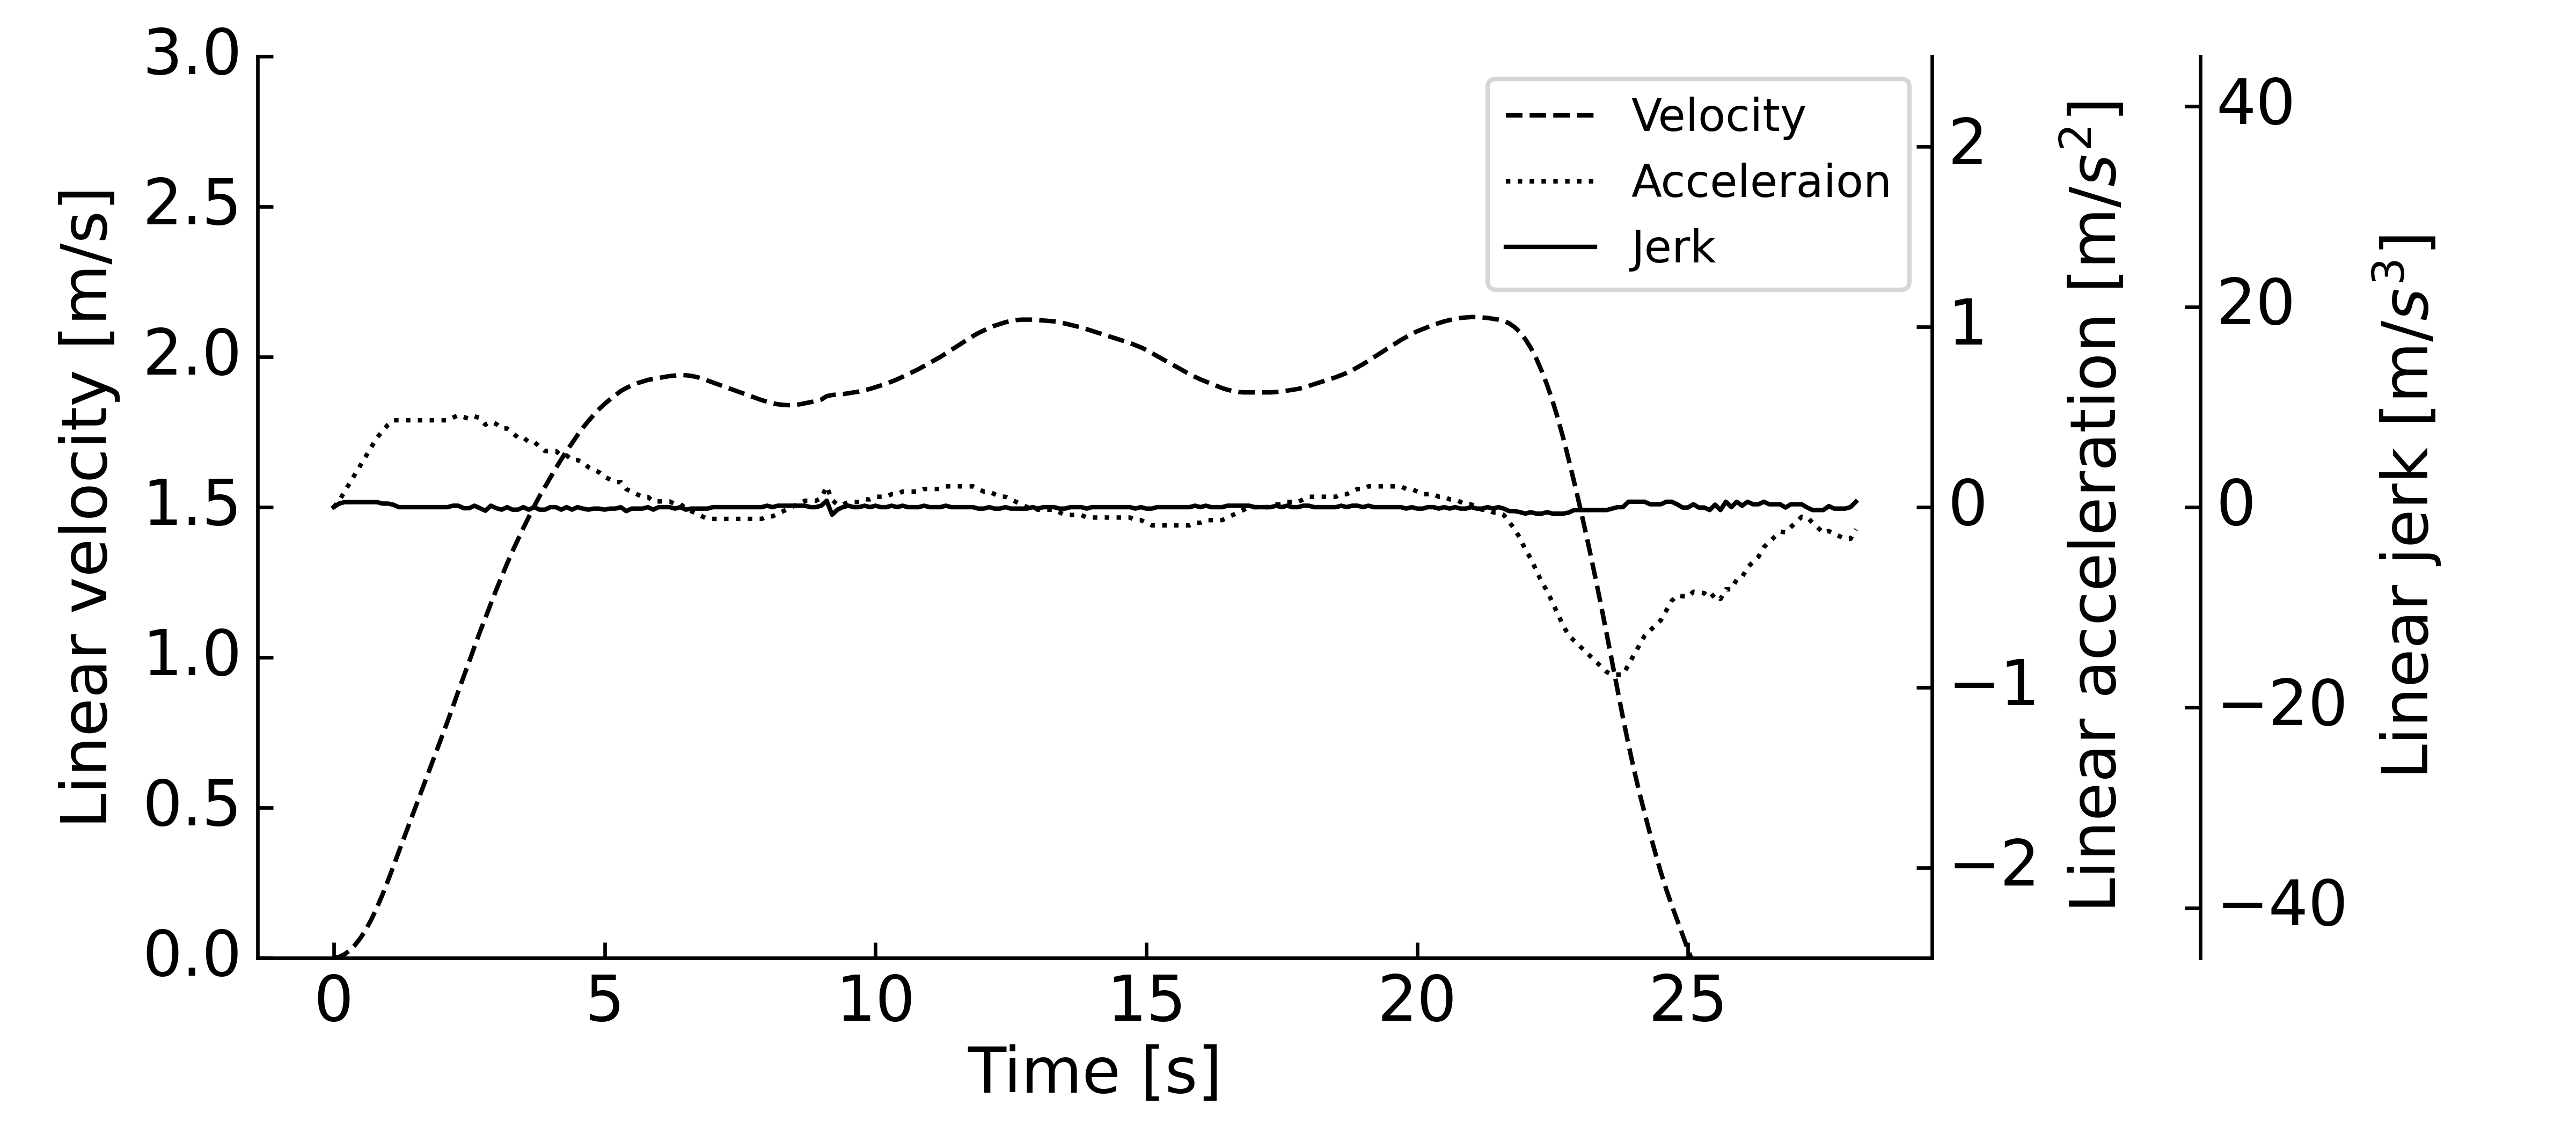 Linear velocity [m/s]
3.0
2.5
2.0
1.5
1.0
0.5
0.0
0 5 10 15 20 25
Time [s]
Velocity
Acceleraion
Jerk
2
1
0
−1
−2
Linear acceleration [m/s²]
40
20
0
−20
−40
Linear jerk [m/s³]